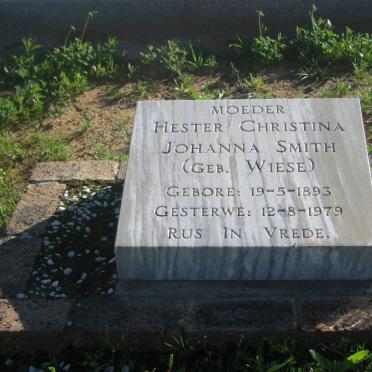 MOEDER
HESTER CHRISTINA
JOHANNA SMITH
(GEB. WIESE)
GEBORE: 19-5-1893
GESTERWE: 12-8-1979
RUS IN VREDE.